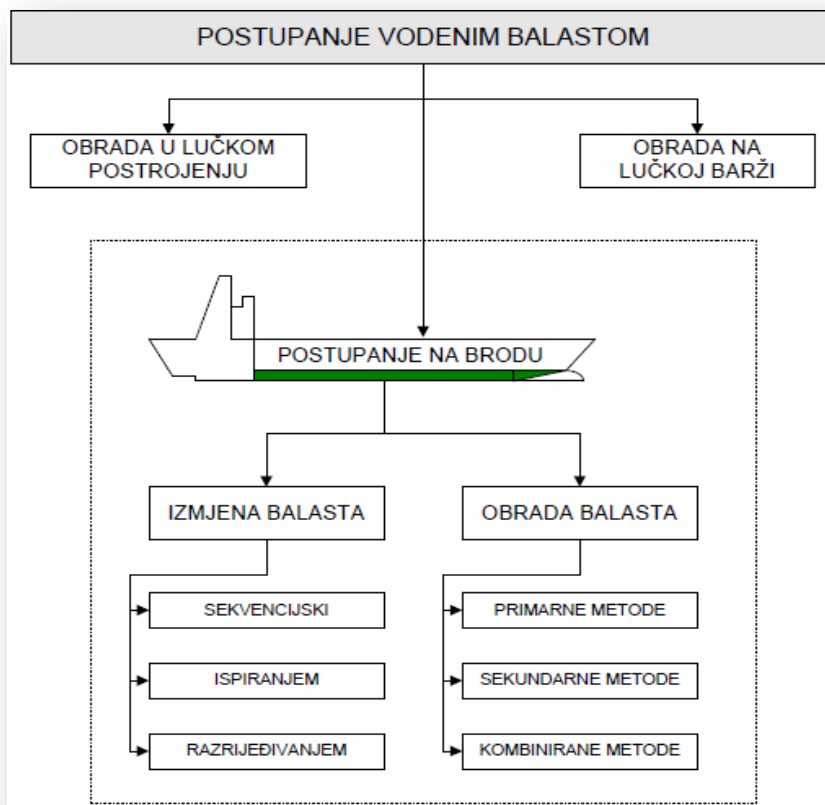 POSTUPANJE VODENIM BALASTOM
OBRADA U LUČKOM
POSTROJENJU
OBRADA NA
LUČKOJ BARŽI
POSTUPANJE NA BRODU
IZMJENA BALASTA
OBRADA BALASTA
SEKVENCIJSKI
PRIMARNE METODE
ISPIRANJEM
SEKUNDARNE METODE
RAZRIJEĐIVANJEM
KOMBINIRANE METODE